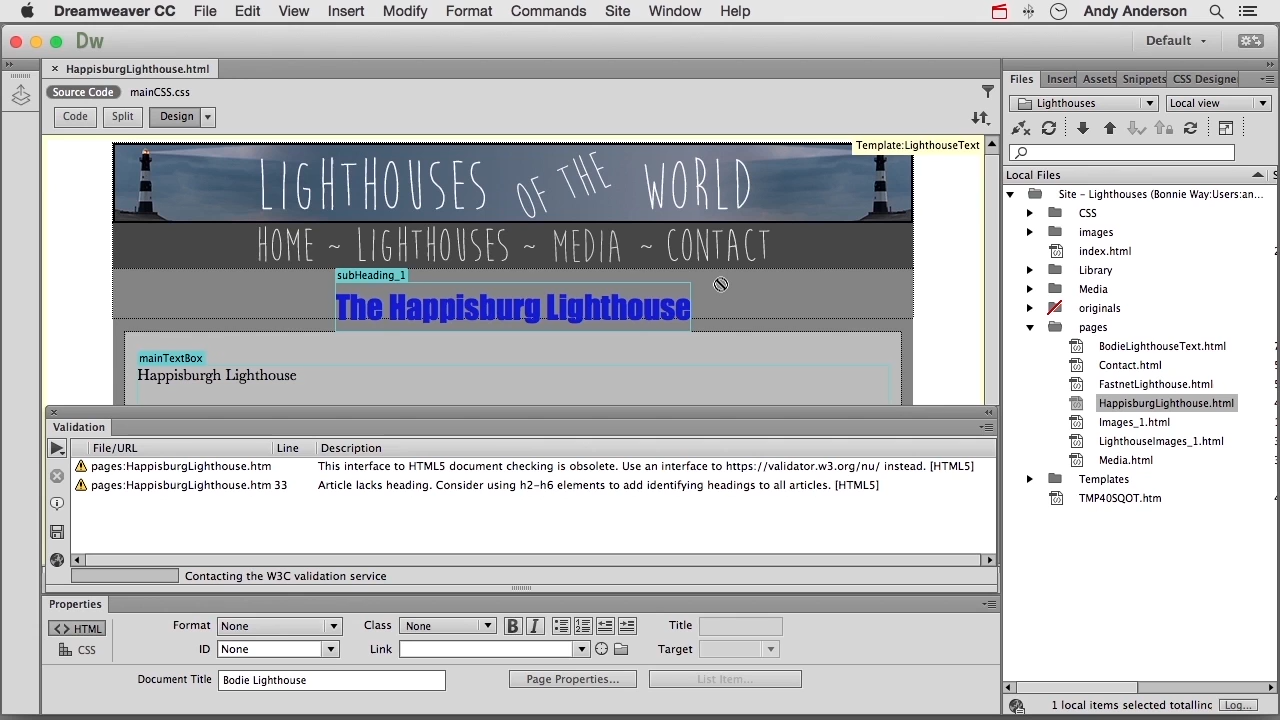 Dreamweaver CC File Edit View Insert Modify Format Commands Site Window Help Andy Anderson
Dw Default
HappisburgLighthouse.html
Source Code mainCSS.css
Code Split Design
Template:LighthouseText
LIGHTHOUSES OF THE WORLD
HOME ~ LIGHTHOUSES ~ MEDIA ~ CONTACT
subHeading_1
The Happisburg Lighthouse
mainTextBox
Happisburgh Lighthouse
Validation
File/URL Line Description
pages:HappisburgLighthouse.htm This interface to HTML5 document checking is obsolete. Use an interface to https://validator.w3.org/nu/ instead. [HTML5]
pages:HappisburgLighthouse.htm 33 Article lacks heading. Consider using h2-h6 elements to add identifying headings to all articles. [HTML5]
Contacting the W3C validation service
Properties
HTML Format None Class None B I Title
CSS ID None Link Target
Document Title Bodie Lighthouse Page Properties... List Item...
Files Insert Assets Snippets CSS Designe
Lighthouses Local view
Local Files S
Site - Lighthouses (Bonnie Way:Users:an
CSS
images
index.html
Library
Media
originals
pages
BodieLighthouseText.html
Contact.html
FastnetLighthouse.html
HappisburgLighthouse.html
Images_1.html
LighthouseImages_1.html
Media.html
Templates
TMP40SQOT.htm
1 local items selected totallinc Log...